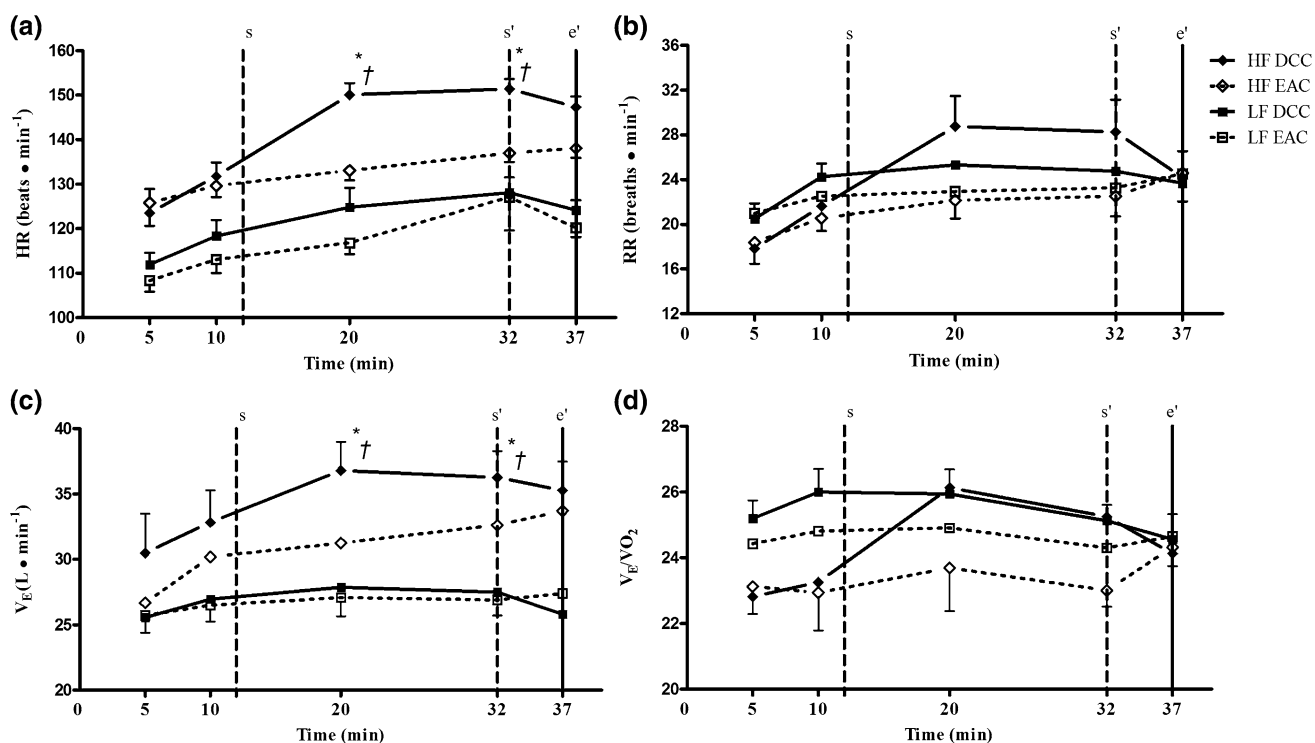 (a)
s
s'
e'
160
150
140
130
120
110
100
HR (beats • min⁻¹)
*
†
*
†
0
5
10
20
32
37
Time (min)
(b)
s
s'
e'
36
32
28
24
20
16
12
RR (breaths • min⁻¹)
0
5
10
20
32
37
Time (min)
HF DCC
HF EAC
LF DCC
LF EAC
(c)
s
s'
e'
40
35
30
25
20
V_E (L • min⁻¹)
*
†
*
†
0
5
10
20
32
37
Time (min)
(d)
s
s'
e'
28
26
24
22
20
V_E/VO₂
0
5
10
20
32
37
Time (min)